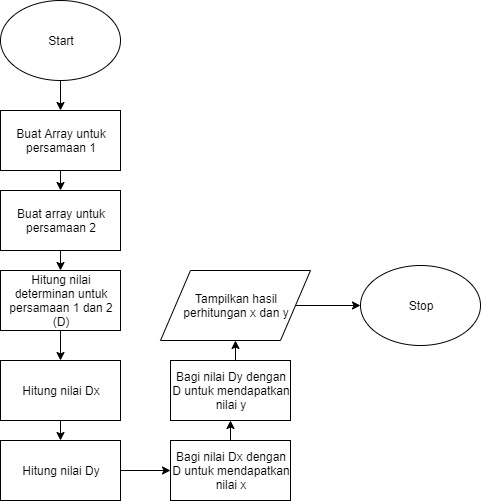 Start
Buat Array untuk
persamaan 1
Buat array untuk
persamaan 2
Hitung nilai
determinan untuk
persamaan 1 dan 2
(D)
Hitung nilai Dx
Hitung nilai Dy
Bagi nilai Dx dengan
D untuk mendapatkan
nilai x
Bagi nilai Dy dengan
D untuk mendapatkan
nilai y
Tampilkan hasil
perhitungan x dan y
Stop